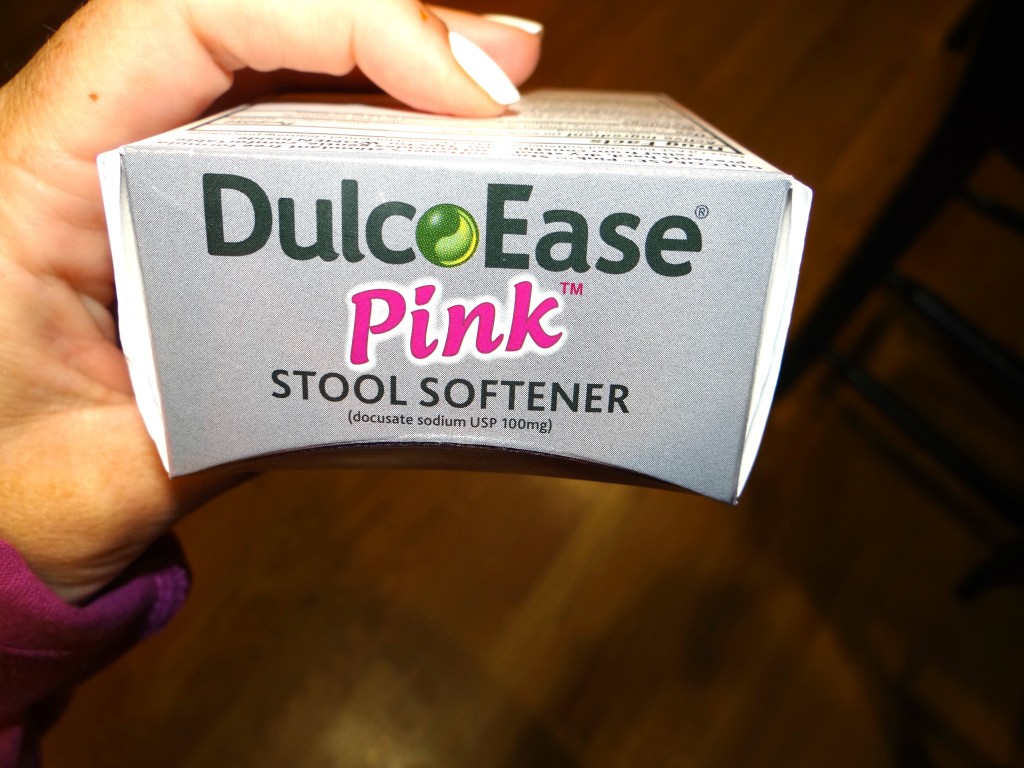 DulcoEase®
Pink™
STOOL SOFTENER
(docusate sodium USP 100mg)